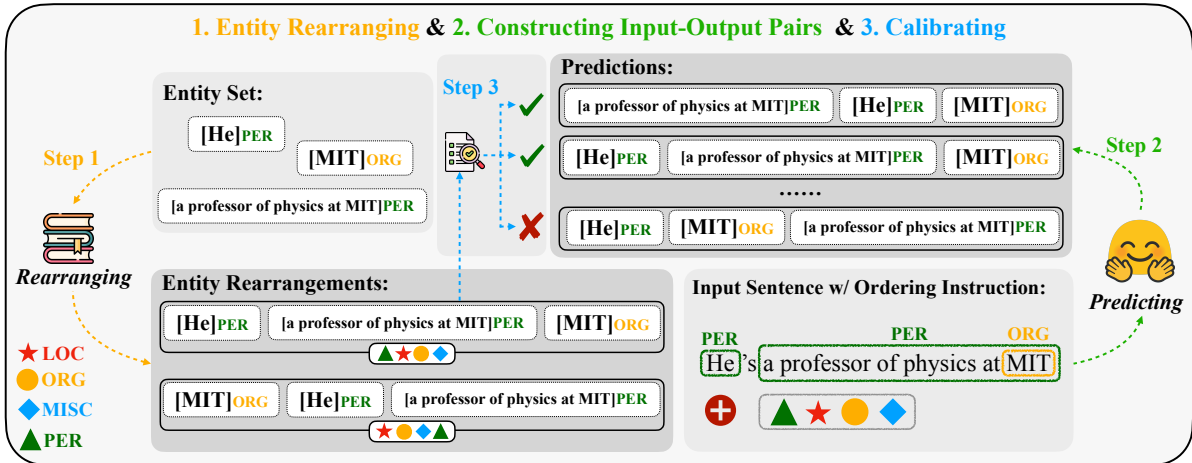 1. Entity Rearranging & 2. Constructing Input-Output Pairs & 3. Calibrating
Entity Set:
[He]PER
[MIT]ORG
[a professor of physics at MIT]PER
Step 1
Rearranging
Step 3
Predictions:
[a professor of physics at MIT]PER [He]PER [MIT]ORG
[He]PER [a professor of physics at MIT]PER [MIT]ORG
......
[He]PER [MIT]ORG [a professor of physics at MIT]PER
Step 2
Predicting
Entity Rearrangements:
[He]PER [a professor of physics at MIT]PER [MIT]ORG
[MIT]ORG [He]PER [a professor of physics at MIT]PER
LOC
ORG
MISC
PER
Input Sentence w/ Ordering Instruction:
PER PER ORG
He's a professor of physics at MIT